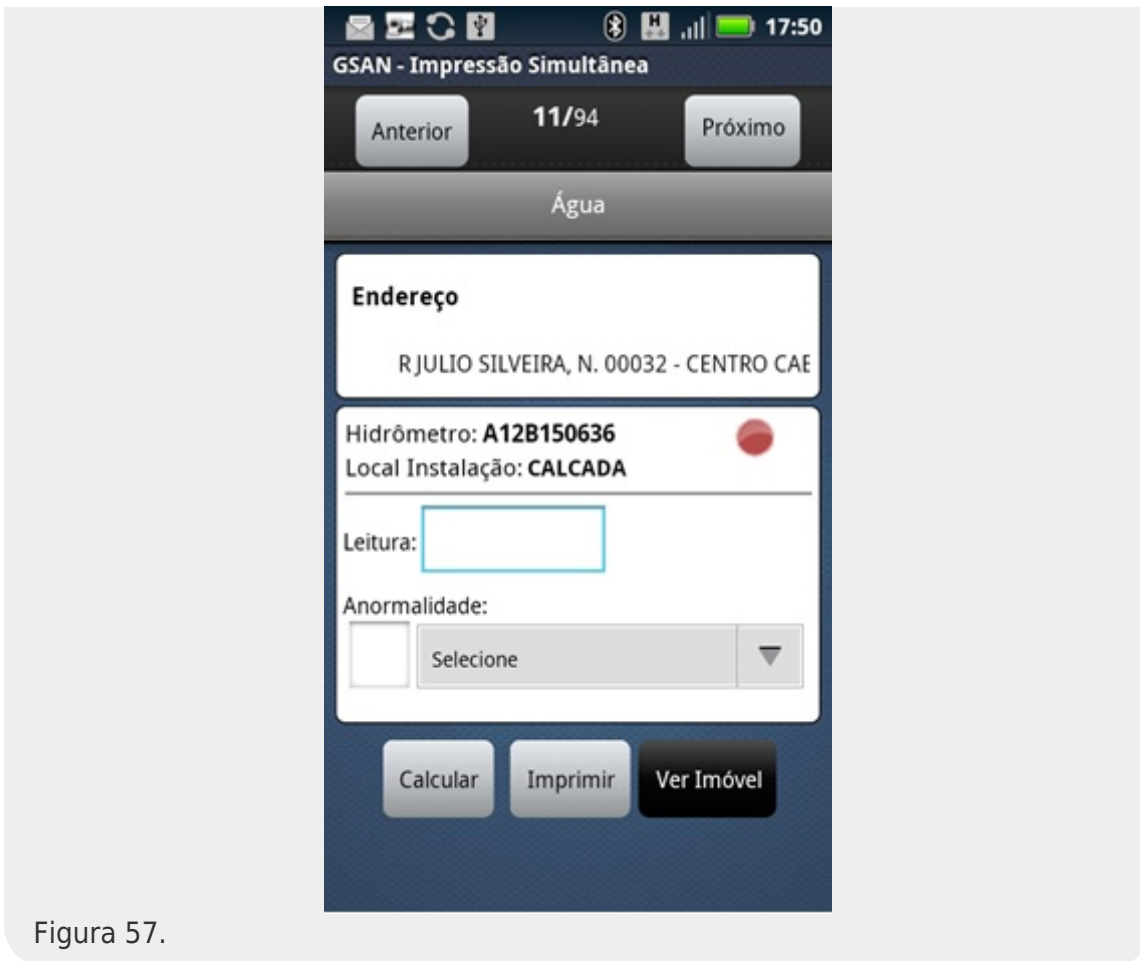 17:50
GSAN - Impressão Simultânea
Anterior 11/94 Próximo
Água
Endereço
R JULIO SILVEIRA, N. 00032 - CENTRO CAE
Hidrômetro: A12B150636
Local Instalação: CALCADA
Leitura:
Anormalidade:
Selecione
Calcular Imprimir Ver Imóvel
Figura 57.